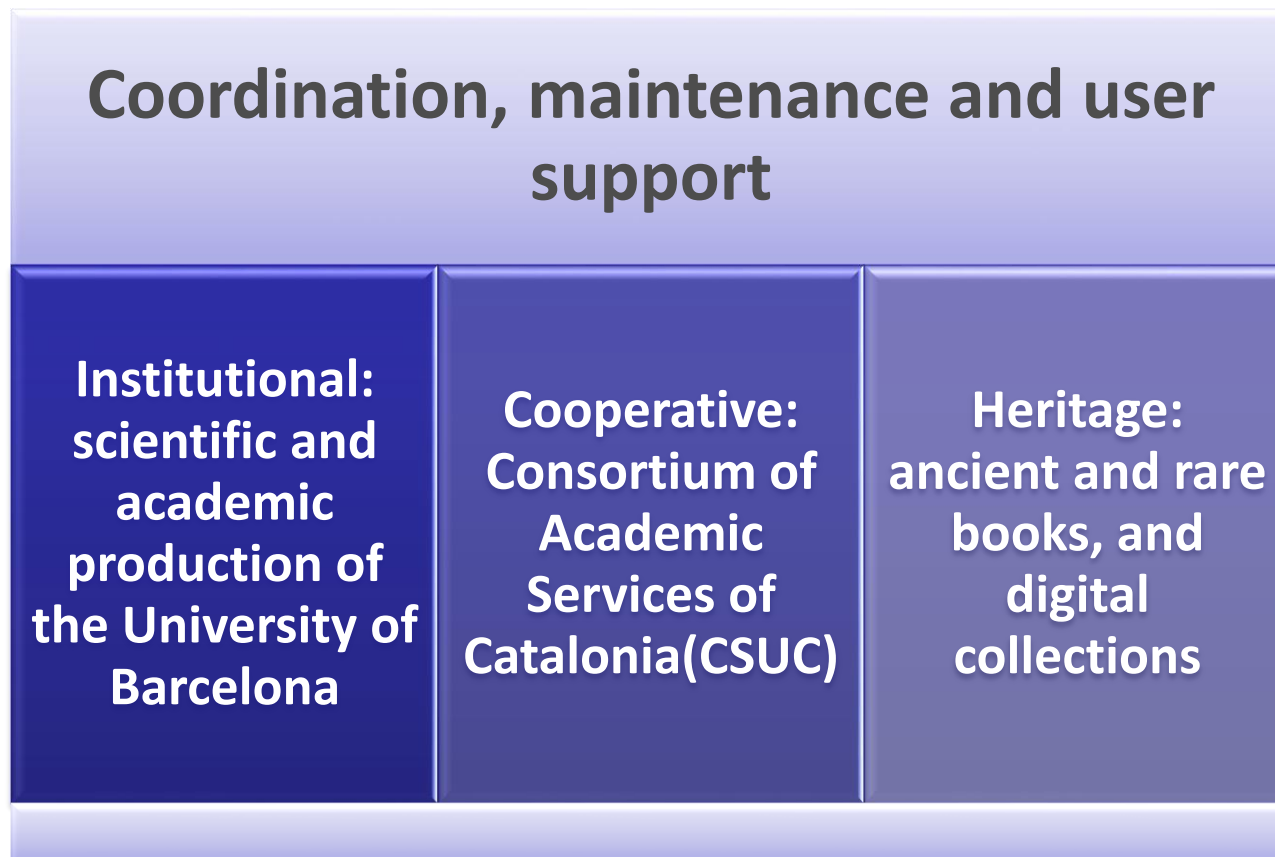 Coordination, maintenance and user
support
Institutional:
scientific and
academic
production of
the University of
Barcelona
Cooperative:
Consortium of
Academic
Services of
Catalonia(CSUC)
Heritage:
ancient and rare
books, and
digital
collections